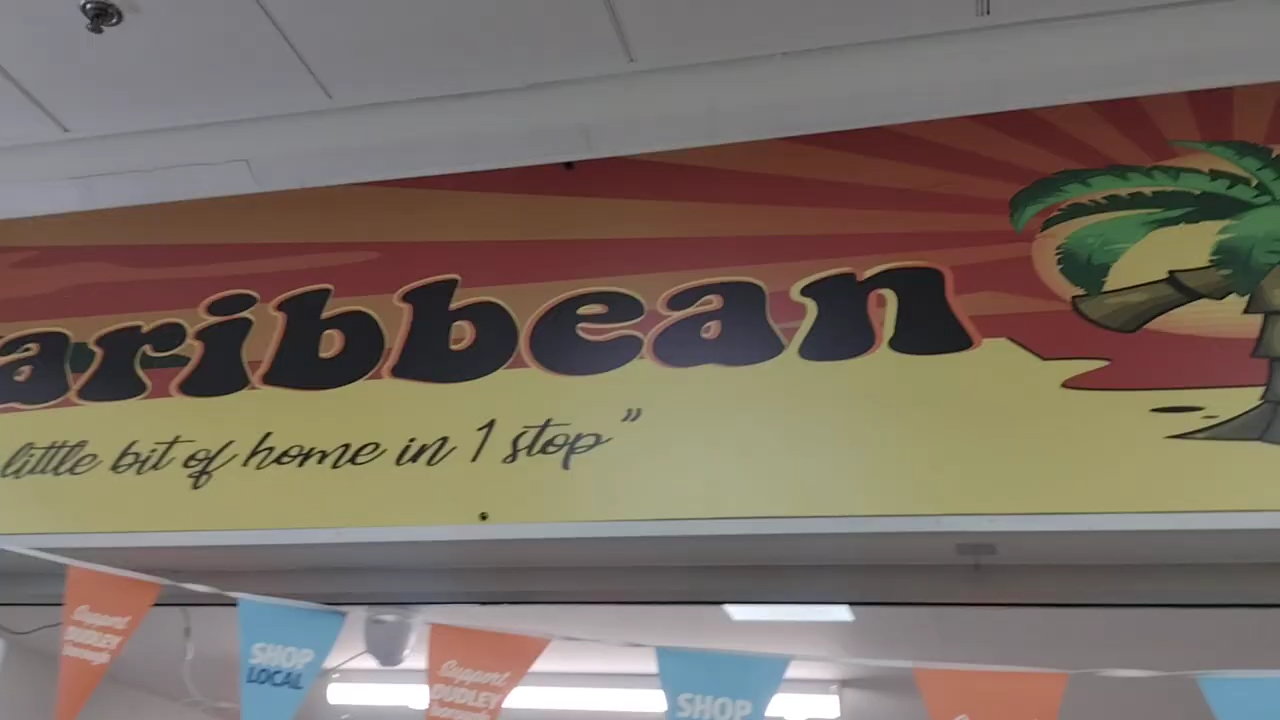 aribbean
little bit of home in 1 stop”
Support
DUDLEY
Borough
SHOP
LOCAL
Support
DUDLEY
Borough
SHOP